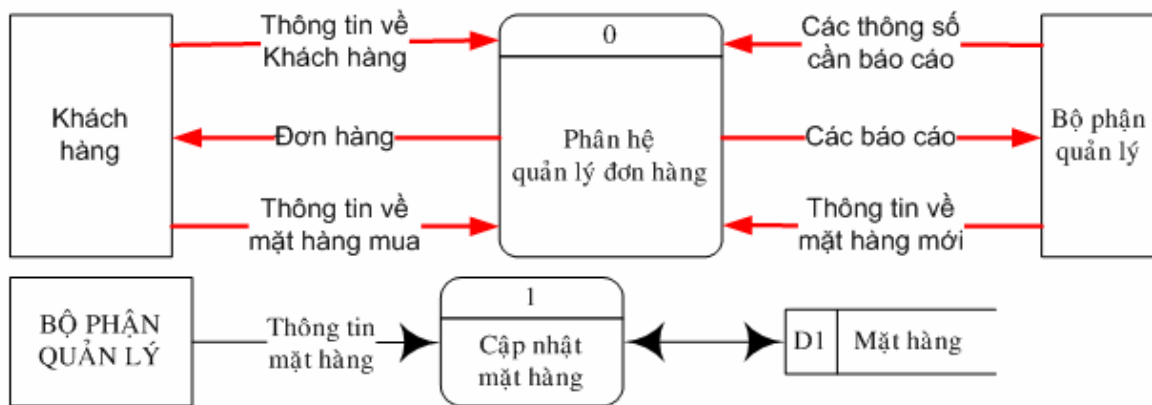 Thông tin về
Khách hàng
0
Các thông số
cần báo cáo
Khách
hàng
Đơn hàng
Phân hệ
quản lý đơn hàng
Các báo cáo
Bộ phận
quản lý
Thông tin về
mặt hàng mua
Thông tin về
mặt hàng mới
BỘ PHẬN
QUẢN LÝ
Thông tin
mặt hàng
1
Cập nhật
mặt hàng
D1
Mặt hàng